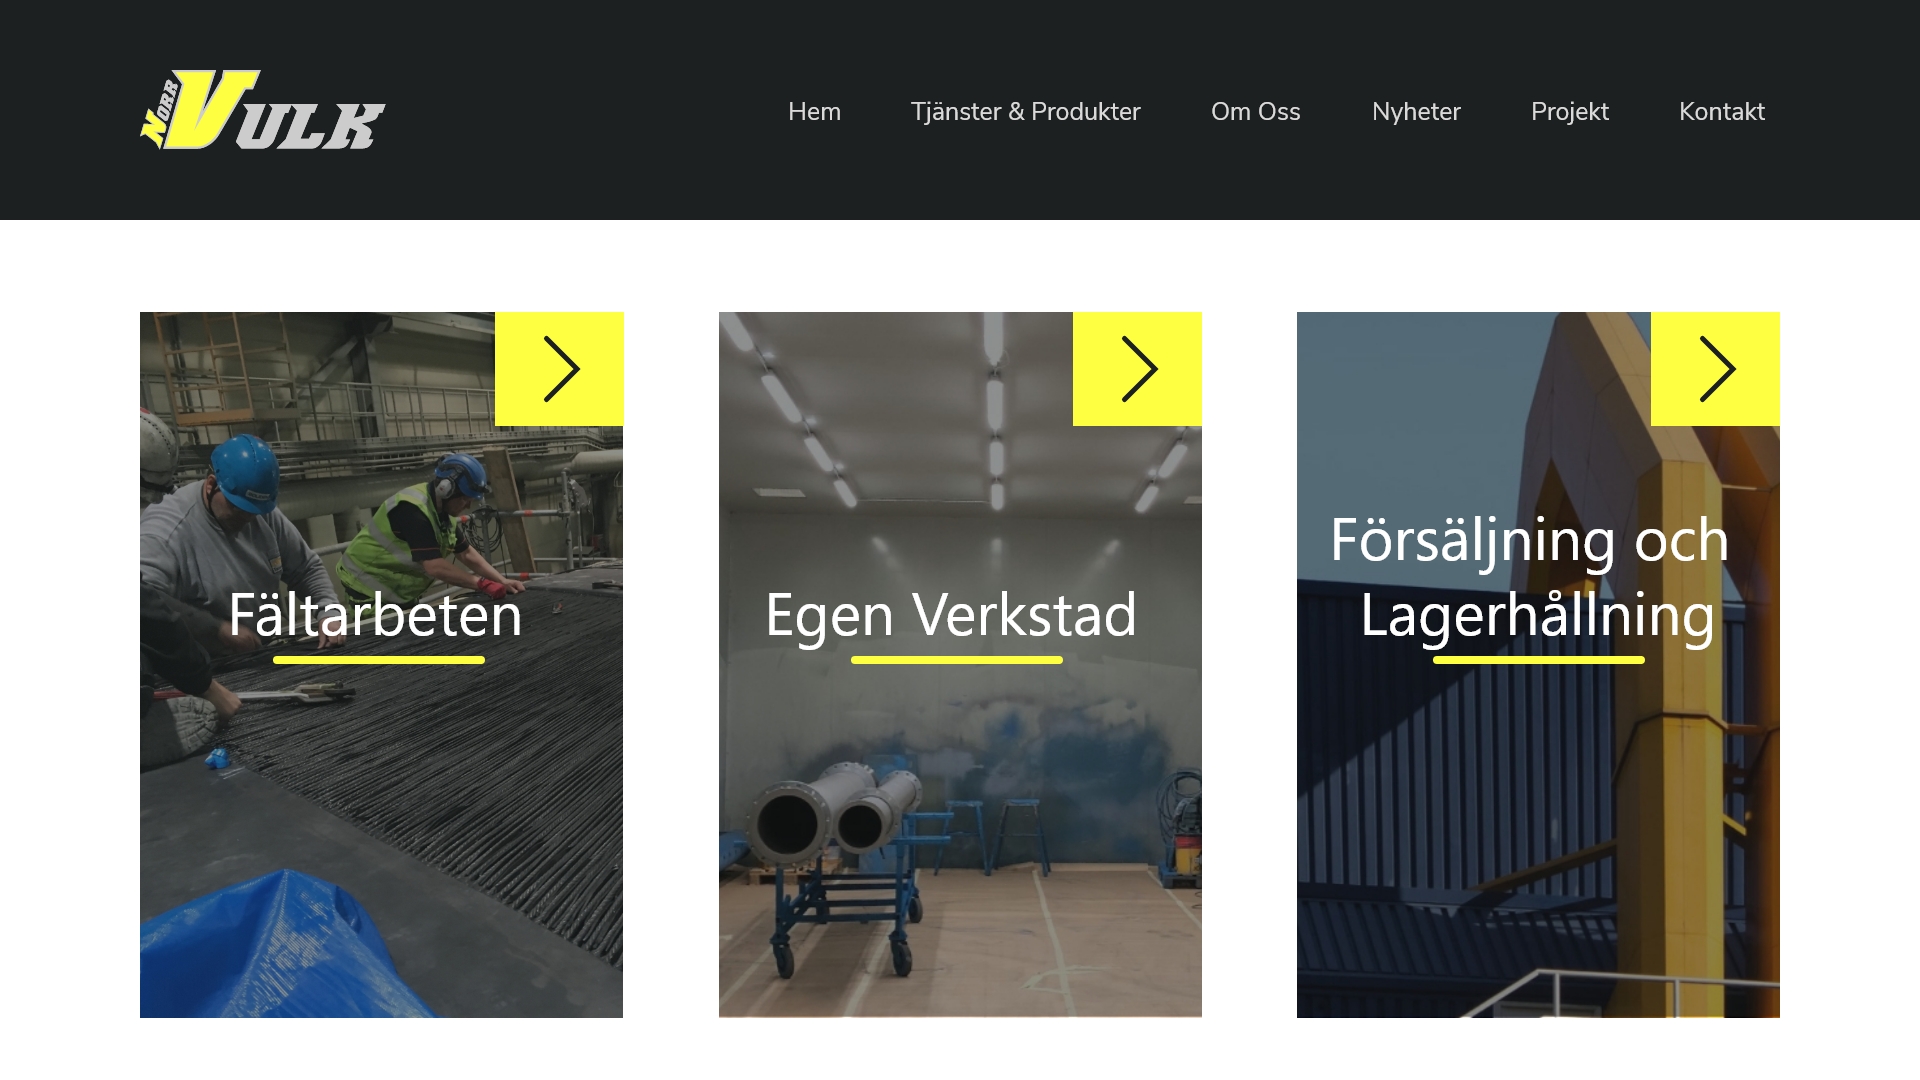 Norr Vulk
Hem
Tjänster & Produkter
Om Oss
Nyheter
Projekt
Kontakt
Fältarbeten
Egen Verkstad
Försäljning och
Lagerhållning